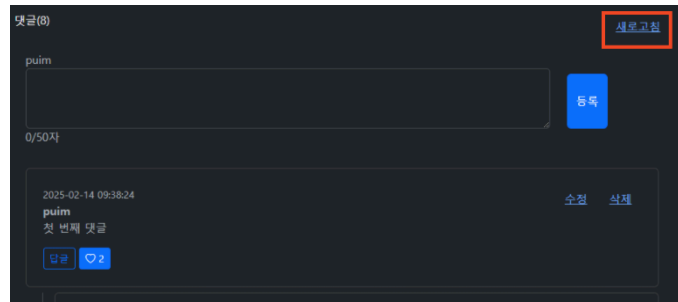 댓글(8)
새로고침
puim
등록
0/50자
2025-02-14 09:38:24
수정 삭제
puim
첫 번째 댓글
답글 ♡ 2